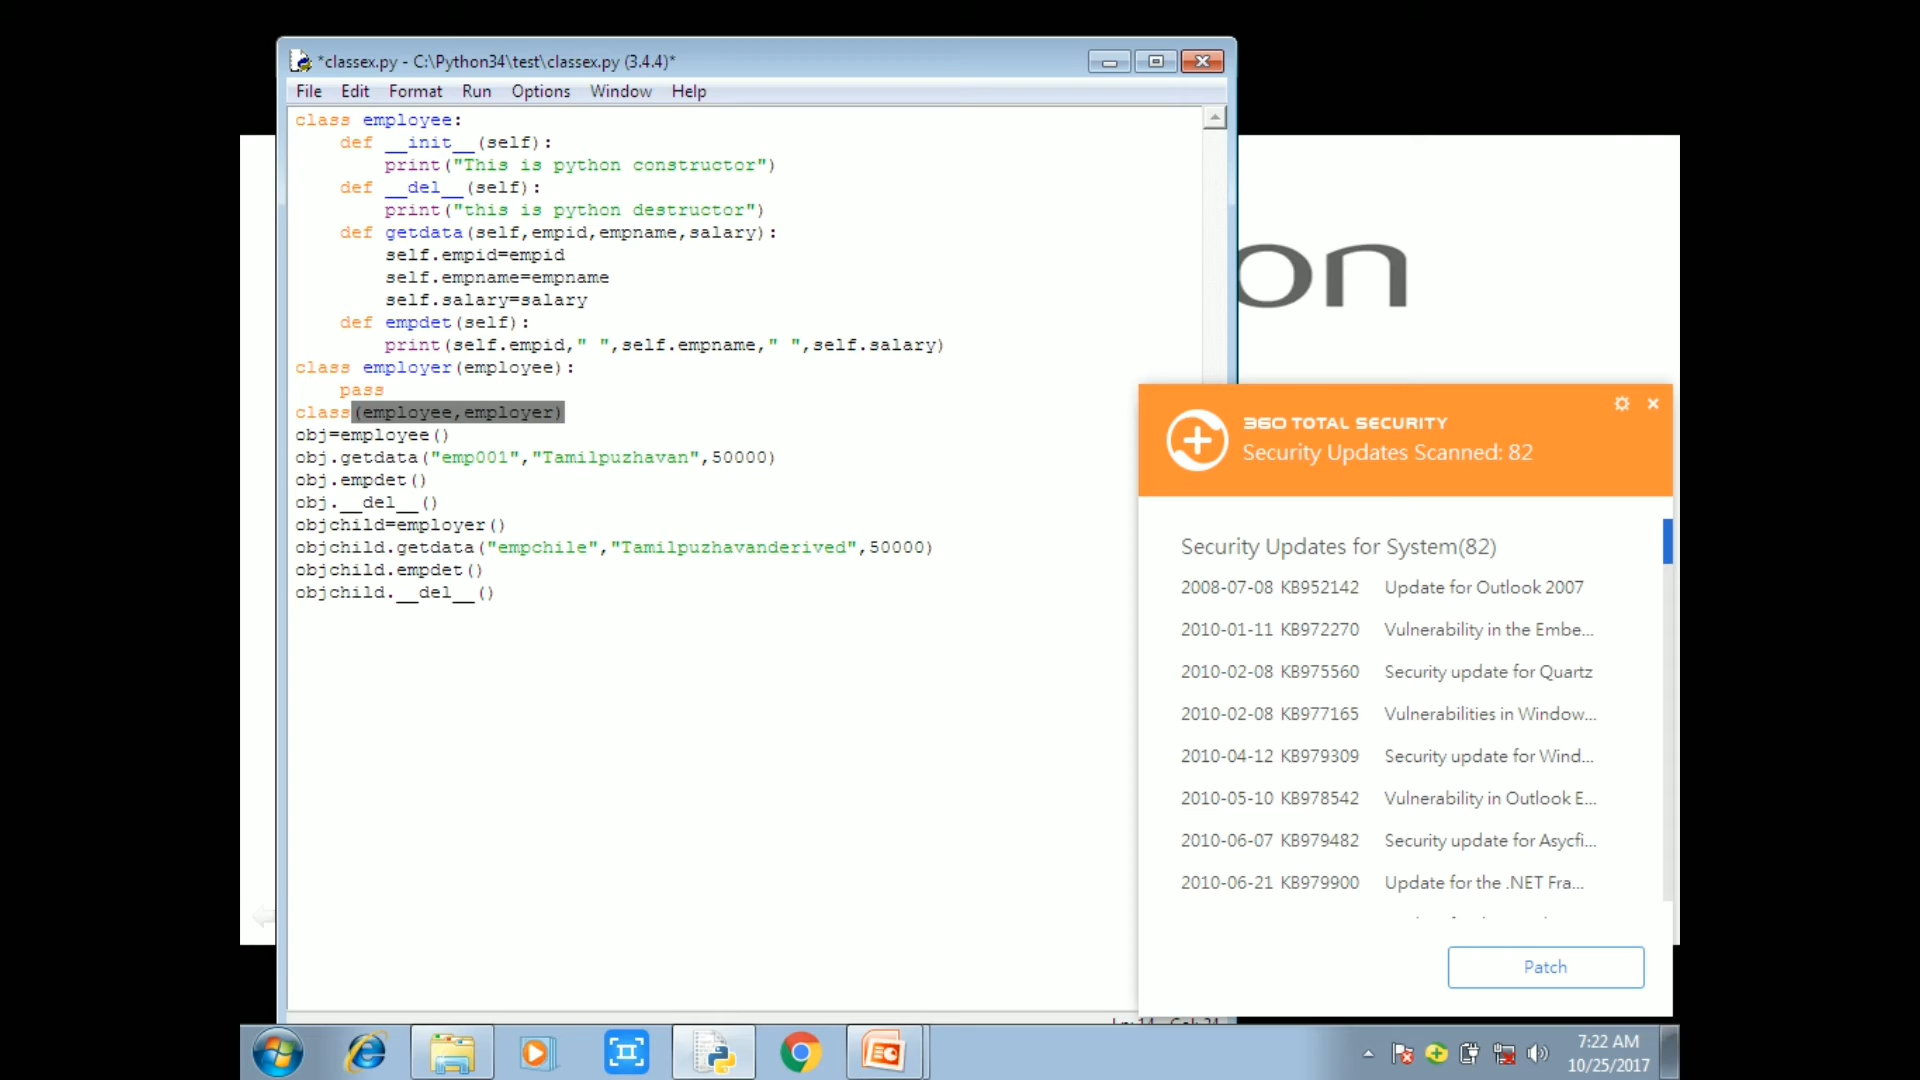 *classex.py - C:\Python34\test\classex.py (3.4.4)*
File Edit Format Run Options Window Help
class employee:
    def __init__(self):
        print("This is python constructor")
    def __del__(self):
        print("this is python destructor")
    def getdata(self,empid,empname,salary):
        self.empid=empid
        self.empname=empname
        self.salary=salary
    def empdet(self):
        print(self.empid," ",self.empname," ",self.salary)
class employer(employee):
    pass
class(employee,employer)
obj=employee()
obj.getdata("emp001","Tamilpuzhavan",50000)
obj.empdet()
obj.__del__()
objchild=employer()
objchild.getdata("empchile","Tamilpuzhavanderived",50000)
objchild.empdet()
objchild.__del__()
on
360 TOTAL SECURITY
Security Updates Scanned: 82
Security Updates for System(82)
2008-07-08 KB952142 Update for Outlook 2007
2010-01-11 KB972270 Vulnerability in the Embe...
2010-02-08 KB975560 Security update for Quartz
2010-02-08 KB977165 Vulnerabilities in Window...
2010-04-12 KB979309 Security update for Wind...
2010-05-10 KB978542 Vulnerability in Outlook E...
2010-06-07 KB979482 Security update for Asycfi...
2010-06-21 KB979900 Update for the .NET Fra...
Patch
7:22 AM
10/25/2017